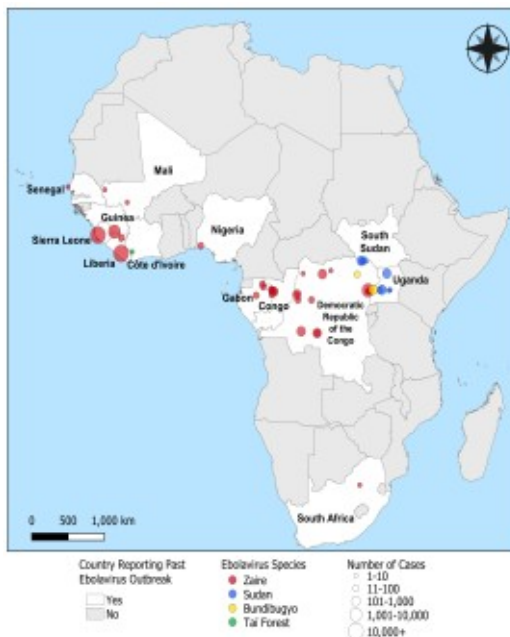 Mali
Senegal
Guinea
Nigeria
Sierra Leone
South
Sudan
Liberia
Côte d'Ivoire
Uganda
Gabon
Congo
Democratic
Republic
of the
Congo
South Africa
0 500 1,000 km
Country Reporting Past
Ebolavirus Outbreak
Yes
No
Ebolavirus Species
Zaire
Sudan
Bundibugyo
Tai Forest
Number of Cases
1-10
11-100
101-1,000
1,001-10,000
10,000+